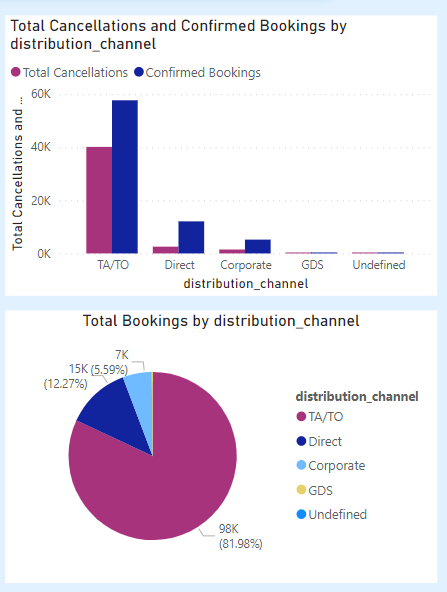 Total Cancellations and Confirmed Bookings by
distribution_channel
Total Cancellations Confirmed Bookings
Total Cancellations and ...
60K
40K
20K
0K
TA/TO Direct Corporate GDS Undefined
distribution_channel
Total Bookings by distribution_channel
7K
(5.59%)
15K
(12.27%)
98K
(81.98%)
distribution_channel
TA/TO
Direct
Corporate
GDS
Undefined